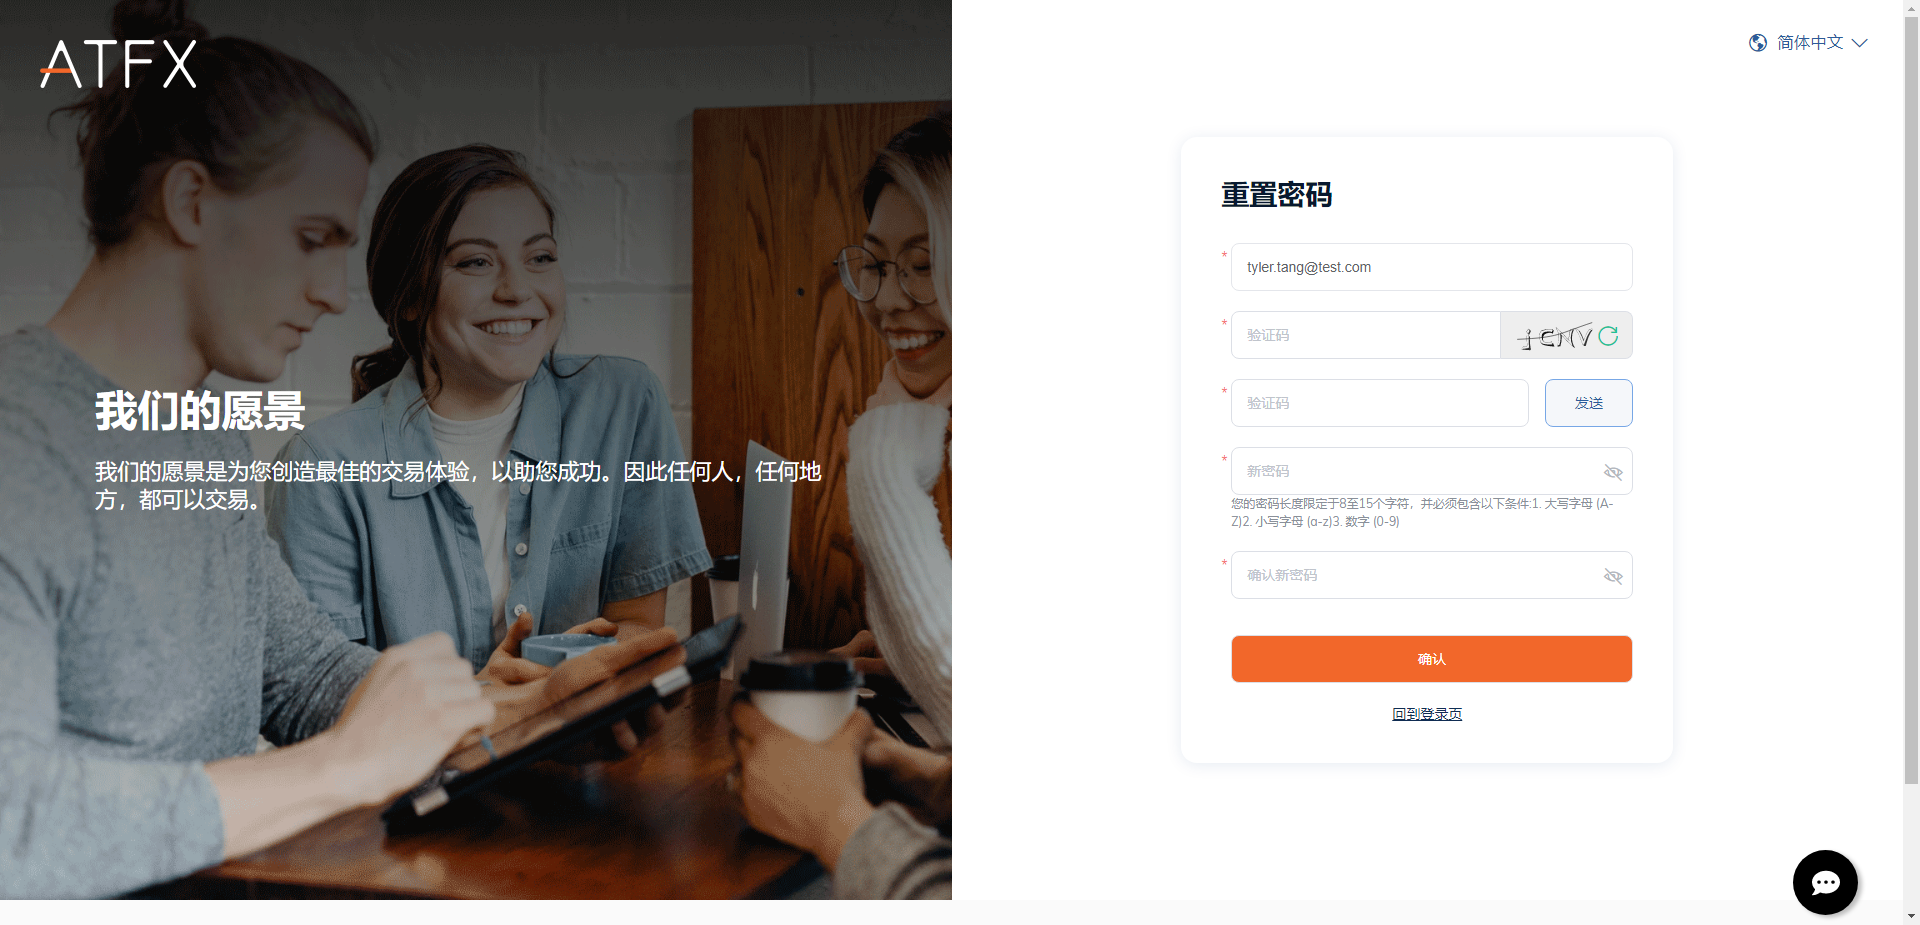 ATFX
简体中文
我们的愿景
我们的愿景是为您创造最佳的交易体验，以助您成功。因此任何人，任何地
方，都可以交易。
重置密码
* tyler.tang@test.com
* 验证码
* 验证码 发送
* 新密码
您的密码长度限定于8至15个字符，并必须包含以下条件:1. 大写字母 (A-
Z)2. 小写字母 (a-z)3. 数字 (0-9)
* 确认新密码
确认
回到登录页